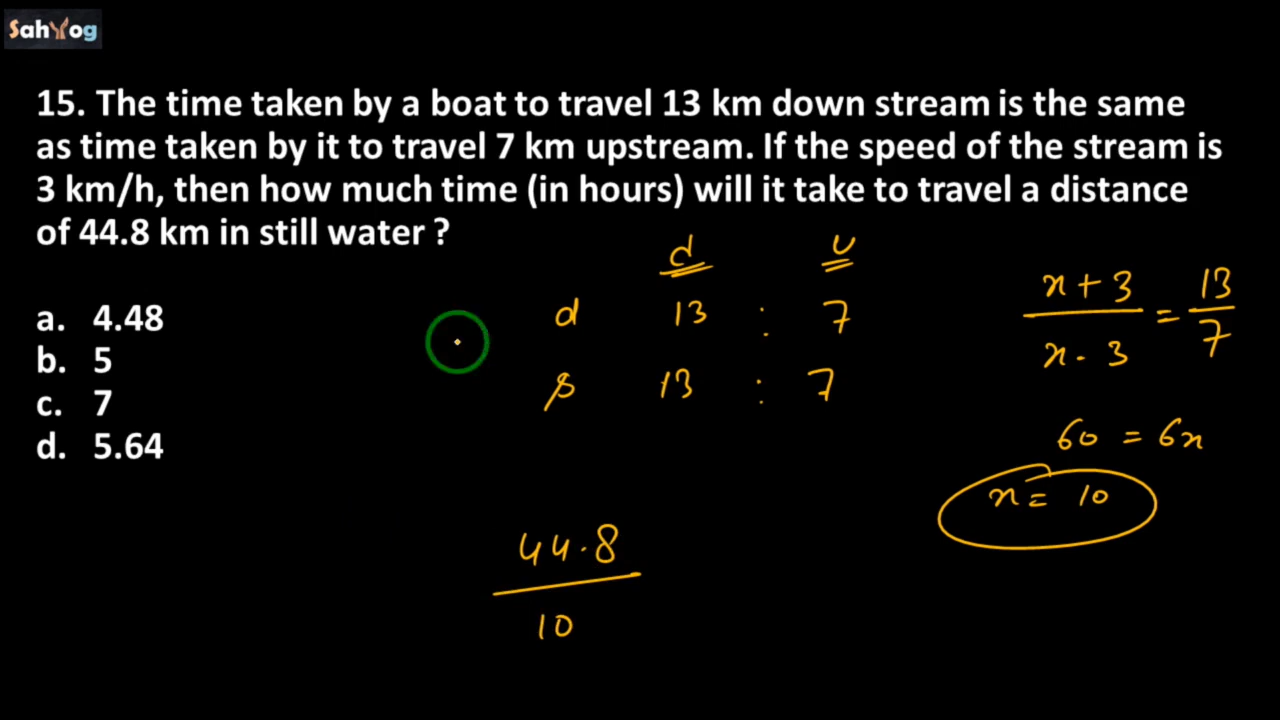 SahYog
15. The time taken by a boat to travel 13 km down stream is the same
as time taken by it to travel 7 km upstream. If the speed of the stream is
3 km/h, then how much time (in hours) will it take to travel a distance
of 44.8 km in still water ?
d u
d 13 : 7
s 13 : 7
x + 3 / x - 3 = 13 / 7
60 = 6x
x = 10
a. 4.48
b. 5
c. 7
d. 5.64
44.8
10